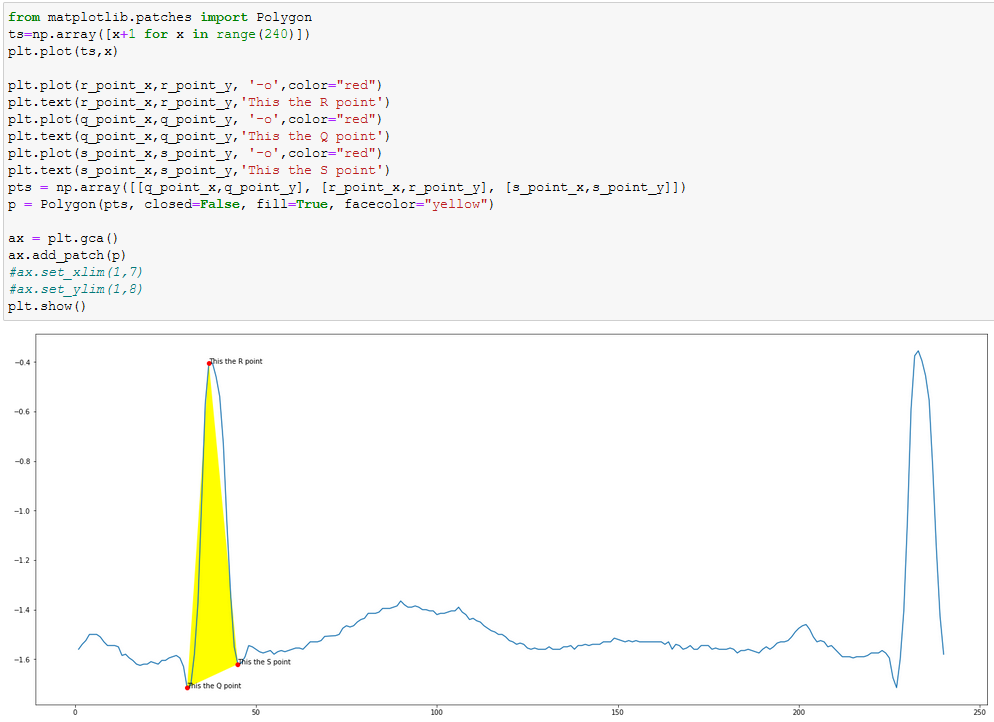 from matplotlib.patches import Polygon
ts=np.array([x+1 for x in range(240)])
plt.plot(ts,x)
plt.plot(r_point_x,r_point_y, '-o',color="red")
plt.text(r_point_x,r_point_y,'This the R point')
plt.plot(q_point_x,q_point_y, '-o',color="red")
plt.text(q_point_x,q_point_y,'This the Q point')
plt.plot(s_point_x,s_point_y, '-o',color="red")
plt.text(s_point_x,s_point_y,'This the S point')
pts = np.array([[q_point_x,q_point_y], [r_point_x,r_point_y], [s_point_x,s_point_y]])
p = Polygon(pts, closed=False, fill=True, facecolor="yellow")
ax = plt.gca()
ax.add_patch(p)
#ax.set_xlim(1,7)
#ax.set_ylim(1,8)
plt.show()
This the R point
This the S point
This the Q point
−0.4
−0.6
−0.8
−1.0
−1.2
−1.4
−1.6
0 50 100 150 200 250